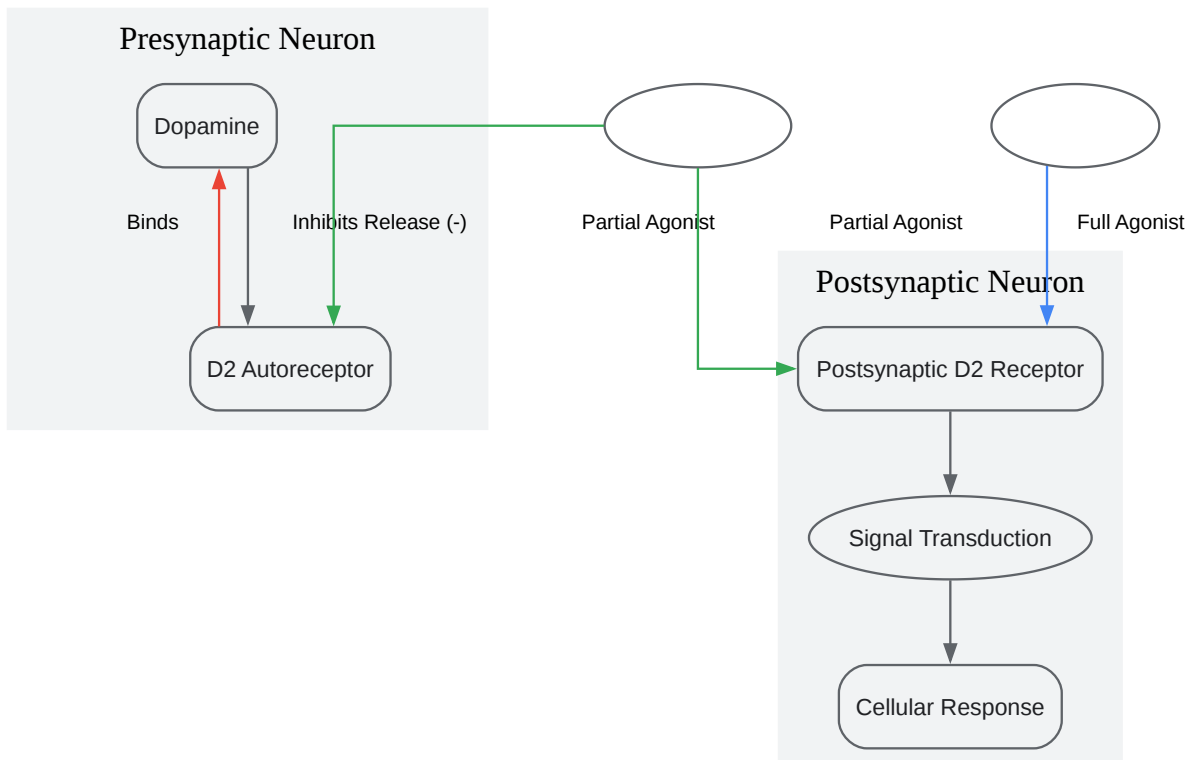 Presynaptic Neuron
Dopamine
Binds
Inhibits Release (-)
Partial Agonist
Partial Agonist
Full Agonist
Postsynaptic Neuron
D2 Autoreceptor
Postsynaptic D2 Receptor
Signal Transduction
Cellular Response